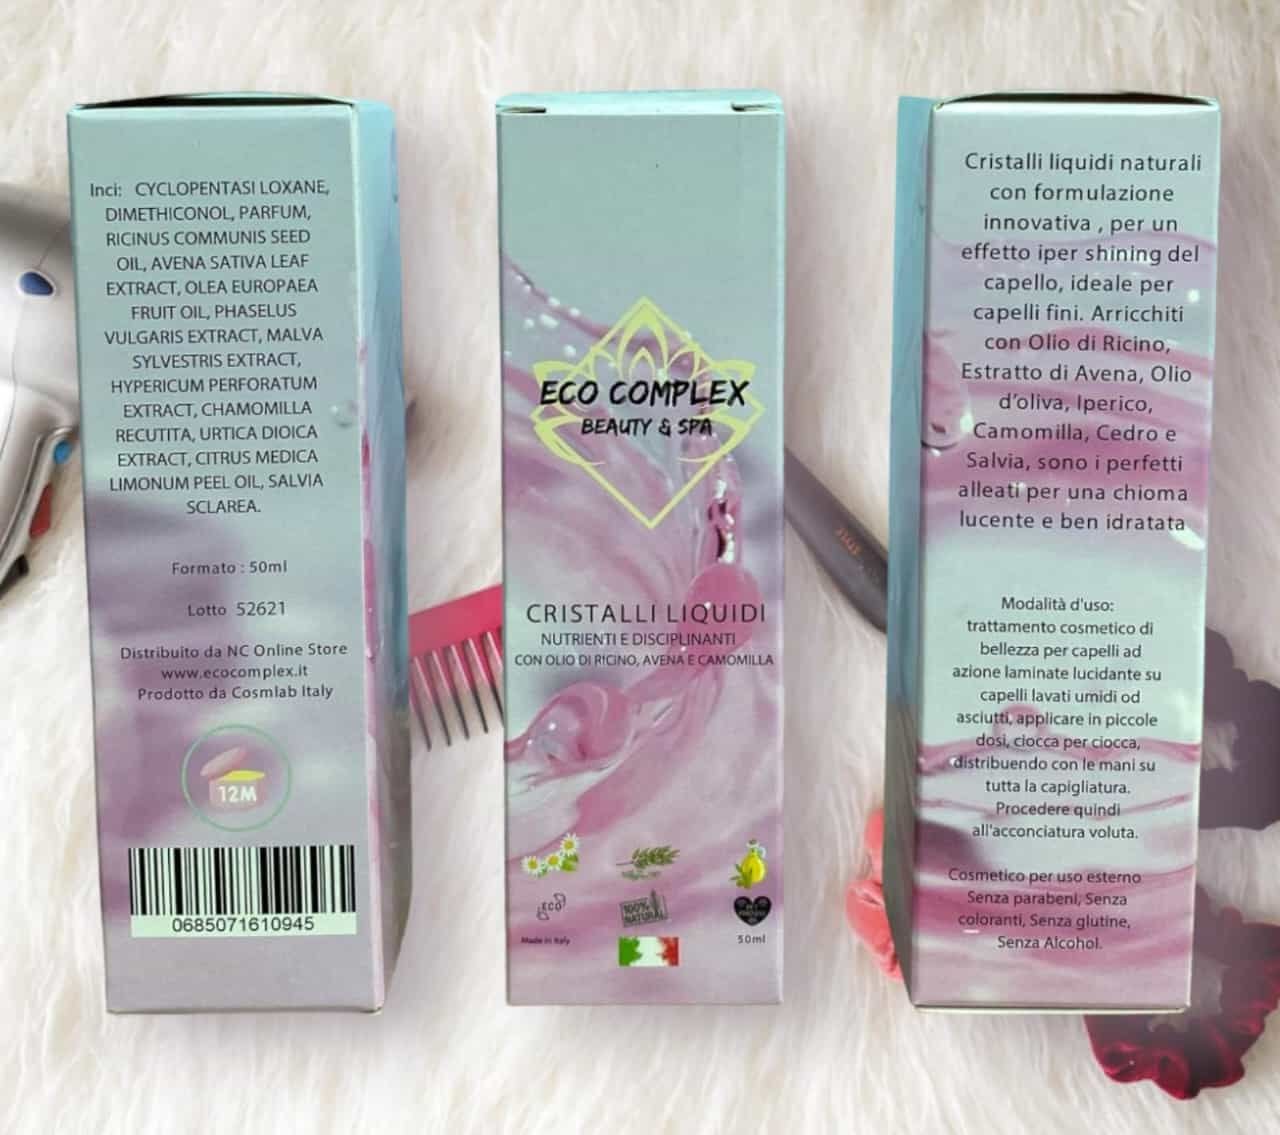 Inci: CYCLOPENTASI LOXANE,
DIMETHICONOL, PARFUM,
RICINUS COMMUNIS SEED
OIL, AVENA SATIVA LEAF
EXTRACT, OLEA EUROPAEA
FRUIT OIL, PHASELUS
VULGARIS EXTRACT, MALVA
SYLVESTRIS EXTRACT,
HYPERICUM PERFORATUM
EXTRACT, CHAMOMILLA
RECUTITA, URTICA DIOICA
EXTRACT, CITRUS MEDICA
LIMONUM PEEL OIL, SALVIA
SCLAREA.
Formato : 50ml
Lotto 52621
Distribuito da NC Online Store
www.ecocomplex.it
Prodotto da Cosmlab Italy
12M
0685071610945
ECO COMPLEX
BEAUTY & SPA
CRISTALLI LIQUIDI
NUTRIENTI E DISCIPLINANTI
CON OLIO DI RICINO, AVENA E CAMOMILLA
ECO
100%
NATURAL
Made in Italy
50ml
Cristalli liquidi naturali
con formulazione
innovativa , per un
effetto iper shining del
capello, ideale per
capelli fini. Arricchiti
con Olio di Ricino,
Estratto di Avena, Olio
d’oliva, Iperico,
Camomilla, Cedro e
Salvia, sono i perfetti
alleati per una chioma
lucente e ben idratata
Modalità d'uso:
trattamento cosmetico di
bellezza per capelli ad
azione laminate lucidante su
capelli lavati umidi od
asciutti, applicare in piccole
dosi, ciocca per ciocca,
distribuendo con le mani su
tutta la capigliatura.
Procedere quindi
all'acconciatura voluta.
Cosmetico per uso esterno
Senza parabeni, Senza
coloranti, Senza glutine,
Senza Alcohol.